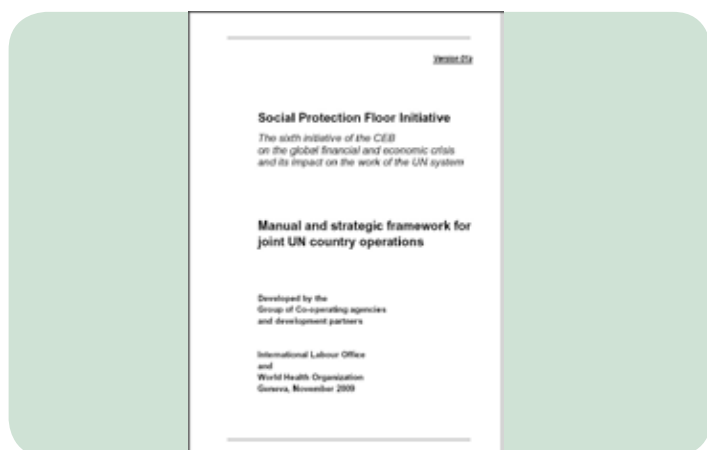 Version 01v
Social Protection Floor Initiative
The sixth initiative of the CEB
on the global financial and economic crisis
and its impact on the work of the UN system
Manual and strategic framework for
joint UN country operations
Developed by the
Group of Co-operating agencies
and development partners
International Labour Office
and
World Health Organization
Geneva, November 2009